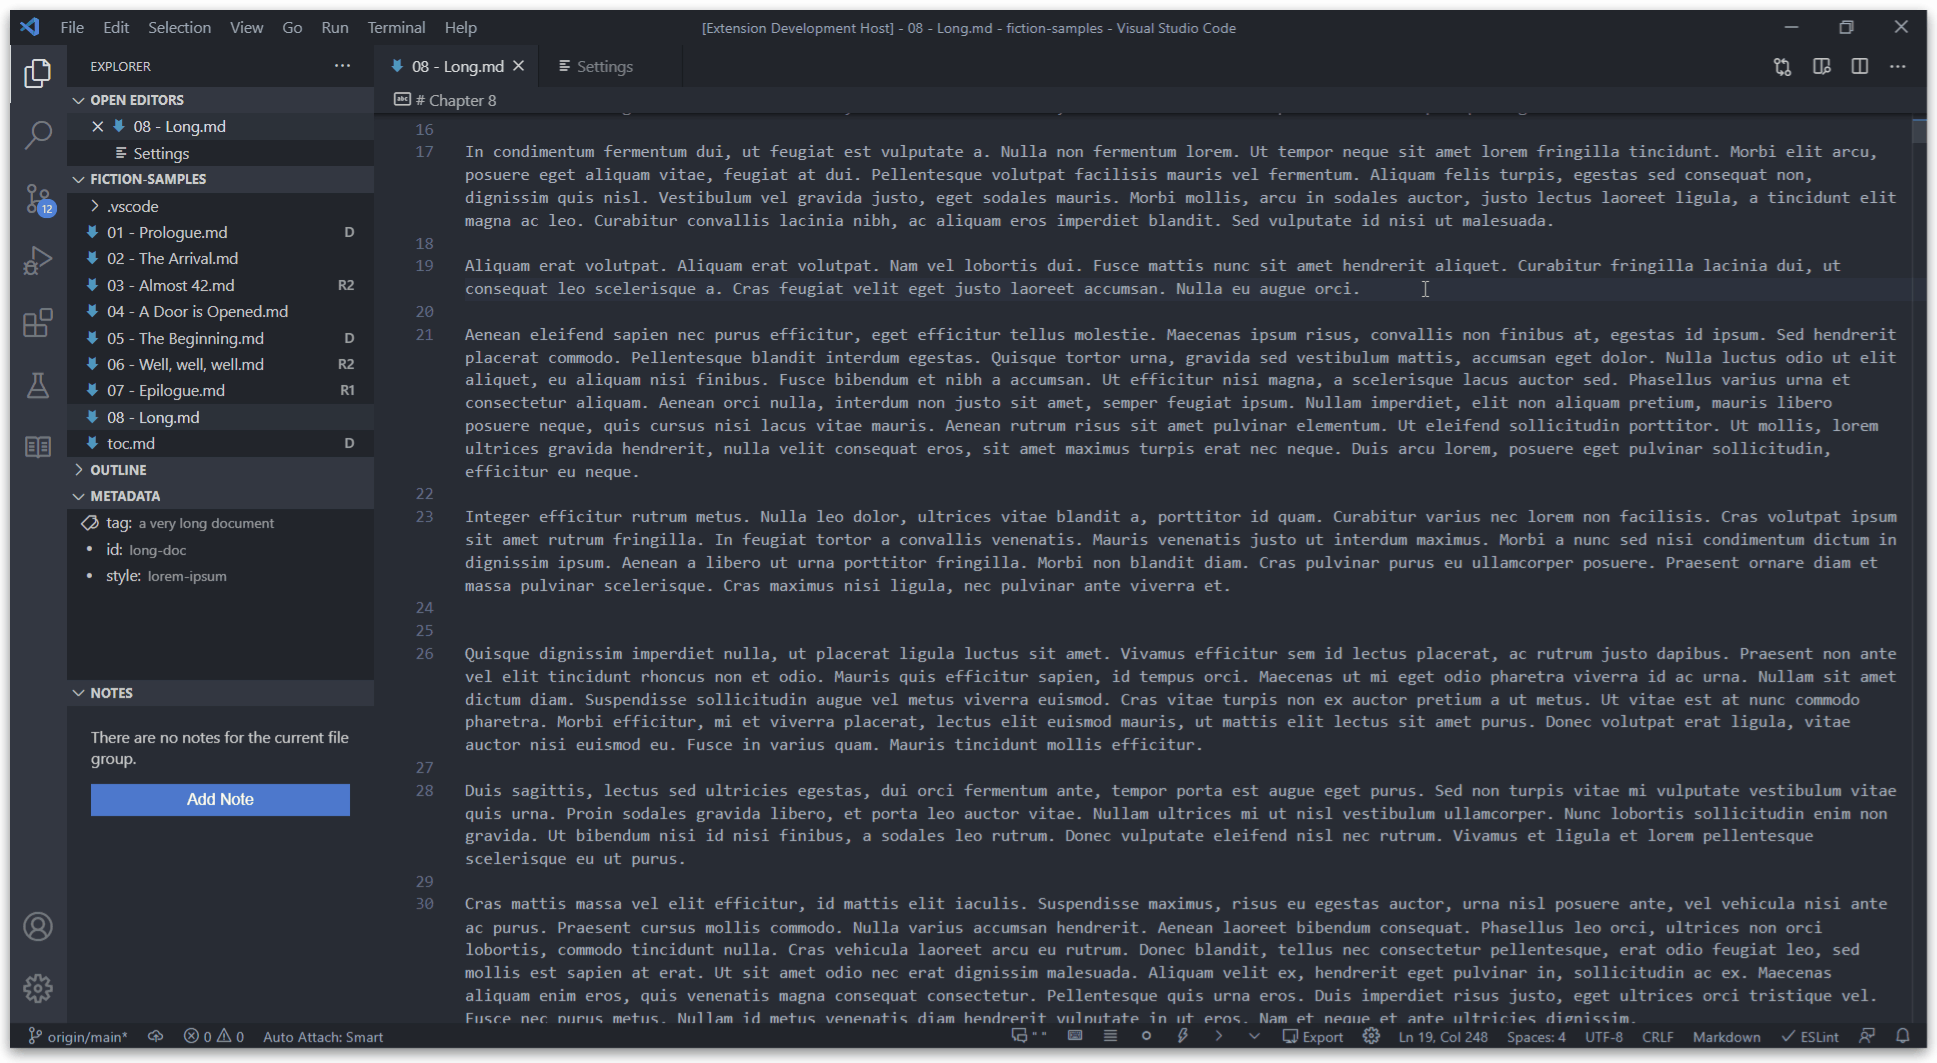 File Edit Selection View Go Run Terminal Help
[Extension Development Host] - 08 - Long.md - fiction-samples - Visual Studio Code
EXPLORER
OPEN EDITORS
08 - Long.md
Settings
FICTION-SAMPLES
.vscode
01 - Prologue.md D
02 - The Arrival.md
03 - Almost 42.md R2
04 - A Door is Opened.md
05 - The Beginning.md D
06 - Well, well, well.md R2
07 - Epilogue.md R1
08 - Long.md
toc.md D
OUTLINE
METADATA
tag: a very long document
id: long-doc
style: lorem-ipsum
NOTES
There are no notes for the current file
group.
Add Note
12
08 - Long.md
Settings
abc # Chapter 8
16
17 In condimentum fermentum dui, ut feugiat est vulputate a. Nulla non fermentum lorem. Ut tempor neque sit amet lorem fringilla tincidunt. Morbi elit arcu,
posuere eget aliquam vitae, feugiat at dui. Pellentesque volutpat facilisis mauris vel fermentum. Aliquam felis turpis, egestas sed consequat non,
dignissim quis nisl. Vestibulum vel gravida justo, eget sodales mauris. Morbi mollis, arcu in sodales auctor, justo lectus laoreet ligula, a tincidunt elit
magna ac leo. Curabitur convallis lacinia nibh, ac aliquam eros imperdiet blandit. Sed vulputate id nisi ut malesuada.
18
19 Aliquam erat volutpat. Aliquam erat volutpat. Nam vel lobortis dui. Fusce mattis nunc sit amet hendrerit aliquet. Curabitur fringilla lacinia dui, ut
consequat leo scelerisque a. Cras feugiat velit eget justo laoreet accumsan. Nulla eu augue orci.
20
21 Aenean eleifend sapien nec purus efficitur, eget efficitur tellus molestie. Maecenas ipsum risus, convallis non finibus at, egestas id ipsum. Sed hendrerit
placerat commodo. Pellentesque blandit interdum egestas. Quisque tortor urna, gravida sed vestibulum mattis, accumsan eget dolor. Nulla luctus odio ut elit
aliquet, eu aliquam nisi finibus. Fusce bibendum et nibh a accumsan. Ut efficitur nisi magna, a scelerisque lacus auctor sed. Phasellus varius urna et
consectetur aliquam. Aenean orci nulla, interdum non justo sit amet, semper feugiat ipsum. Nullam imperdiet, elit non aliquam pretium, mauris libero
posuere neque, quis cursus nisi lacus vitae mauris. Aenean rutrum risus sit amet pulvinar elementum. Ut eleifend sollicitudin porttitor. Ut mollis, lorem
ultrices gravida hendrerit, nulla velit consequat eros, sit amet maximus turpis erat nec neque. Duis arcu lorem, posuere eget pulvinar sollicitudin,
efficitur eu neque.
22
23 Integer efficitur rutrum metus. Nulla leo dolor, ultrices vitae blandit a, porttitor id quam. Curabitur varius nec lorem non facilisis. Cras volutpat ipsum
sit amet rutrum fringilla. In feugiat tortor a convallis venenatis. Mauris venenatis justo ut interdum maximus. Morbi a nunc sed nisi condimentum dictum in
dignissim ipsum. Aenean a libero ut urna porttitor fringilla. Morbi non blandit diam. Cras pulvinar purus eu ullamcorper posuere. Praesent ornare diam et
massa pulvinar scelerisque. Cras maximus nisi ligula, nec pulvinar ante viverra et.
24
25
26 Quisque dignissim imperdiet nulla, ut placerat ligula luctus sit amet. Vivamus efficitur sem id lectus placerat, ac rutrum justo dapibus. Praesent non ante
vel elit tincidunt rhoncus non et odio. Mauris quis efficitur sapien, id tempus orci. Maecenas ut mi eget odio pharetra viverra id ac urna. Nullam sit amet
dictum diam. Suspendisse sollicitudin augue vel metus viverra euismod. Cras vitae turpis non ex auctor pretium a ut metus. Ut vitae est at nunc commodo
pharetra. Morbi efficitur, mi et viverra placerat, lectus elit euismod mauris, ut mattis elit lectus sit amet purus. Donec volutpat erat ligula, vitae
auctor nisi euismod eu. Fusce in varius quam. Mauris tincidunt mollis efficitur.
27
28 Duis sagittis, lectus sed ultricies egestas, dui orci fermentum ante, tempor porta est augue eget purus. Sed non turpis vitae mi vulputate vestibulum vitae
quis urna. Proin sodales gravida libero, et porta leo auctor vitae. Nullam ultrices mi ut nisl vestibulum ullamcorper. Nunc lobortis sollicitudin enim non
gravida. Ut bibendum nisi id nisi finibus, a sodales leo rutrum. Donec vulputate eleifend nisl nec rutrum. Vivamus et ligula et lorem pellentesque
scelerisque eu ut purus.
29
30 Cras mattis massa vel elit efficitur, id mattis elit iaculis. Suspendisse maximus, risus eu egestas auctor, urna nisl posuere ante, vel vehicula nisi ante
ac purus. Praesent cursus mollis commodo. Nulla varius accumsan hendrerit. Aenean laoreet bibendum consequat. Phasellus leo orci, ultrices non orci
lobortis, commodo tincidunt nulla. Cras vehicula laoreet arcu eu rutrum. Donec blandit, tellus nec consectetur pellentesque, erat odio feugiat leo, sed
mollis est sapien at erat. Ut sit amet odio nec erat dignissim malesuada. Aliquam velit ex, hendrerit eget pulvinar in, sollicitudin ac ex. Maecenas
aliquam enim eros, quis venenatis magna consequat consectetur. Pellentesque quis urna eros. Duis imperdiet risus justo, eget ultrices orci tristique vel.
Fusce nec purus metus. Nullam id metus venenatis diam hendrerit vulputate in ut eros. Nam et neque et ante ultricies dignissim.
origin/main* 0 0 Auto Attach: Smart " " Export Ln 19, Col 248 Spaces: 4 UTF-8 CRLF Markdown ESLint